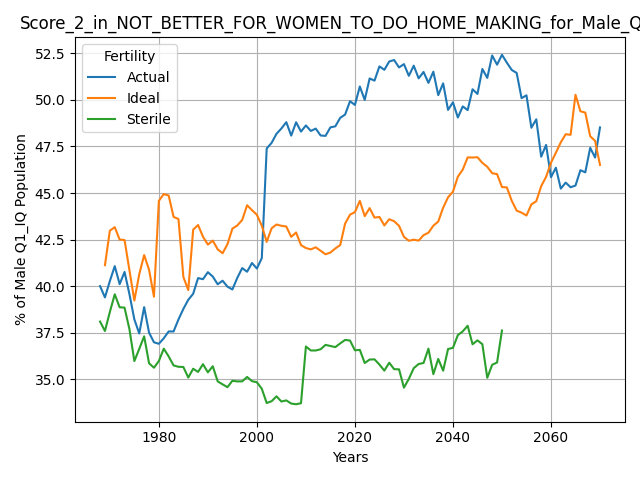 Score_2_in_NOT_BETTER_FOR_WOMEN_TO_DO_HOME_MAKING_for_Male_Q
Fertility
Actual
Ideal
Sterile
% of Male Q1_IQ Population
52.5
50.0
47.5
45.0
42.5
40.0
37.5
35.0
1980 2000 2020 2040 2060
Years